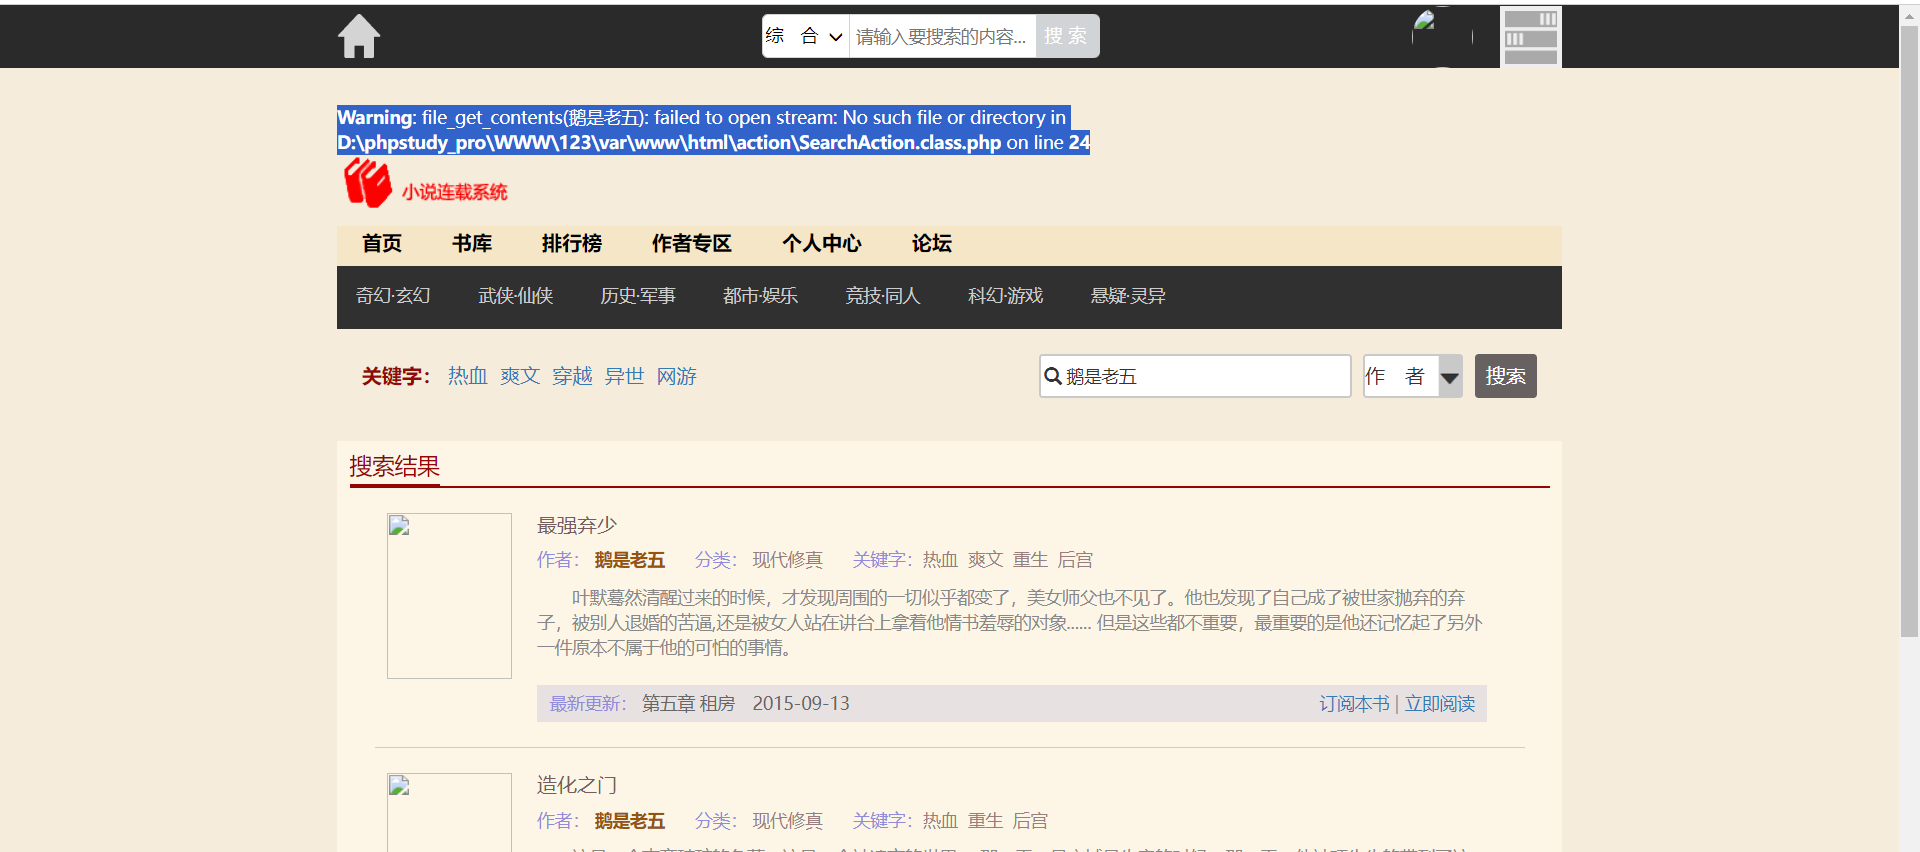 综 合 请输入要搜索的内容... 搜 索
Warning: file_get_contents(鹅是老五): failed to open stream: No such file or directory in
D:\phpstudy_pro\WWW\123\var\www\html\action\SearchAction.class.php on line 24
小说连载系统
首页 书库 排行榜 作者专区 个人中心 论坛
奇幻·玄幻 武侠·仙侠 历史·军事 都市·娱乐 竞技·同人 科幻·游戏 悬疑·灵异
关键字： 热血 爽文 穿越 异世 网游 鹅是老五 作 者 搜索
搜索结果
最强弃少
作者： 鹅是老五 分类： 现代修真 关键字：热血 爽文 重生 后宫
叶默蓦然清醒过来的时候，才发现周围的一切似乎都变了，美女师父也不见了。他也发现了自己成了被世家抛弃的弃
子，被别人退婚的苦逼,还是被女人站在讲台上拿着他情书羞辱的对象...... 但是这些都不重要，最重要的是他还记忆起了另外
一件原本不属于他的可怕的事情。
最新更新： 第五章 租房 2015-09-13 订阅本书 | 立即阅读
造化之门
作者： 鹅是老五 分类： 现代修真 关键字：热血 重生 后宫